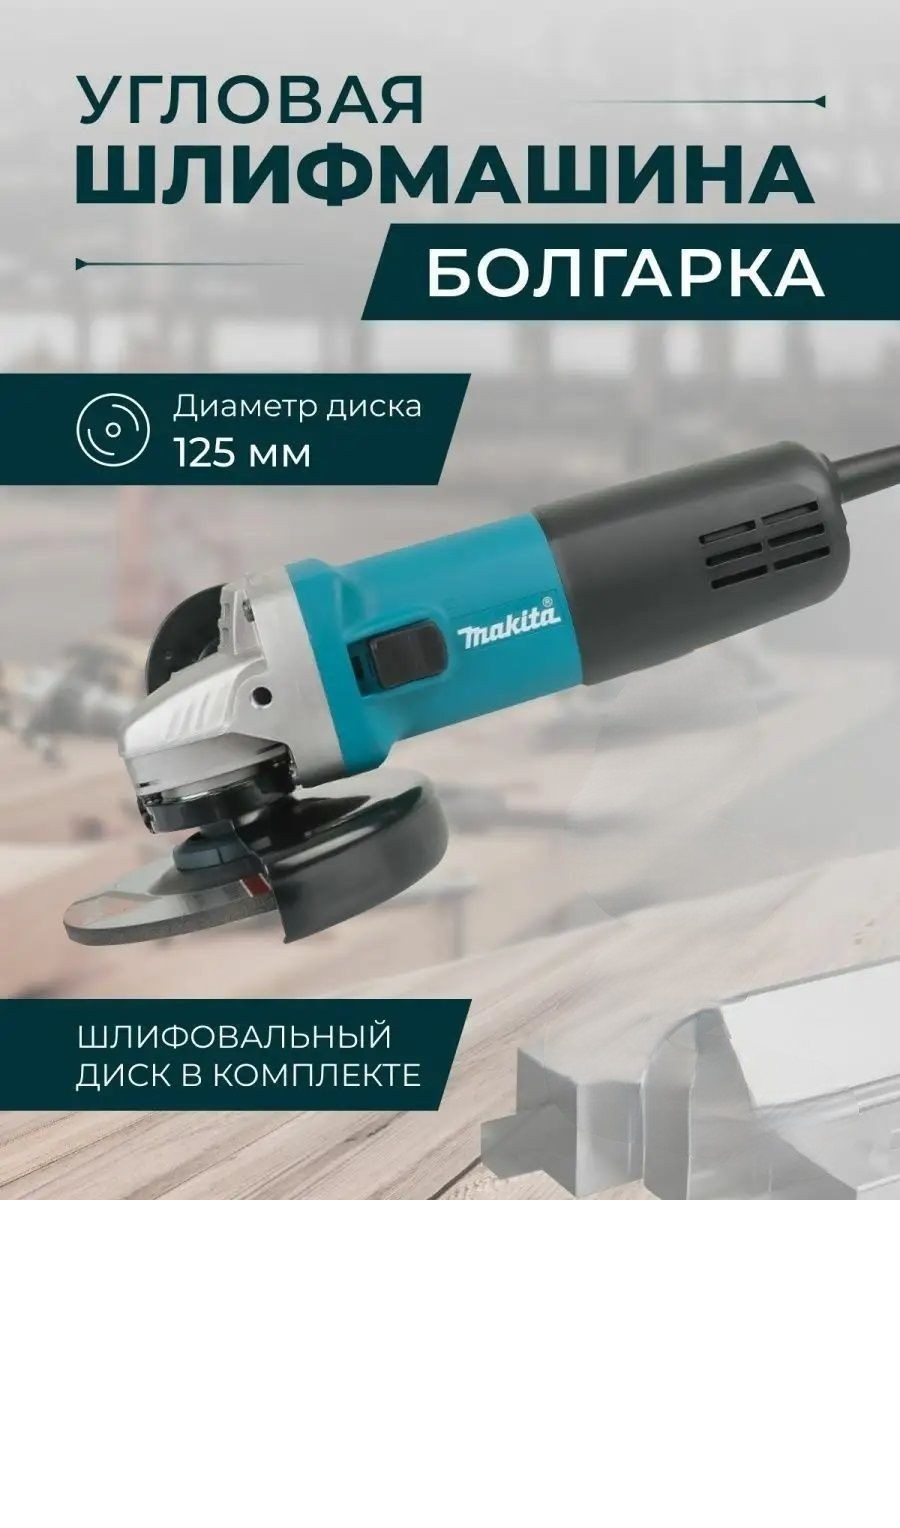 УГЛОВАЯ
ШЛИФМАШИНА
БОЛГАРКА
Диаметр диска
125 мм
makita®
ШЛИФОВАЛЬНЫЙ
ДИСК В КОМПЛЕКТЕ